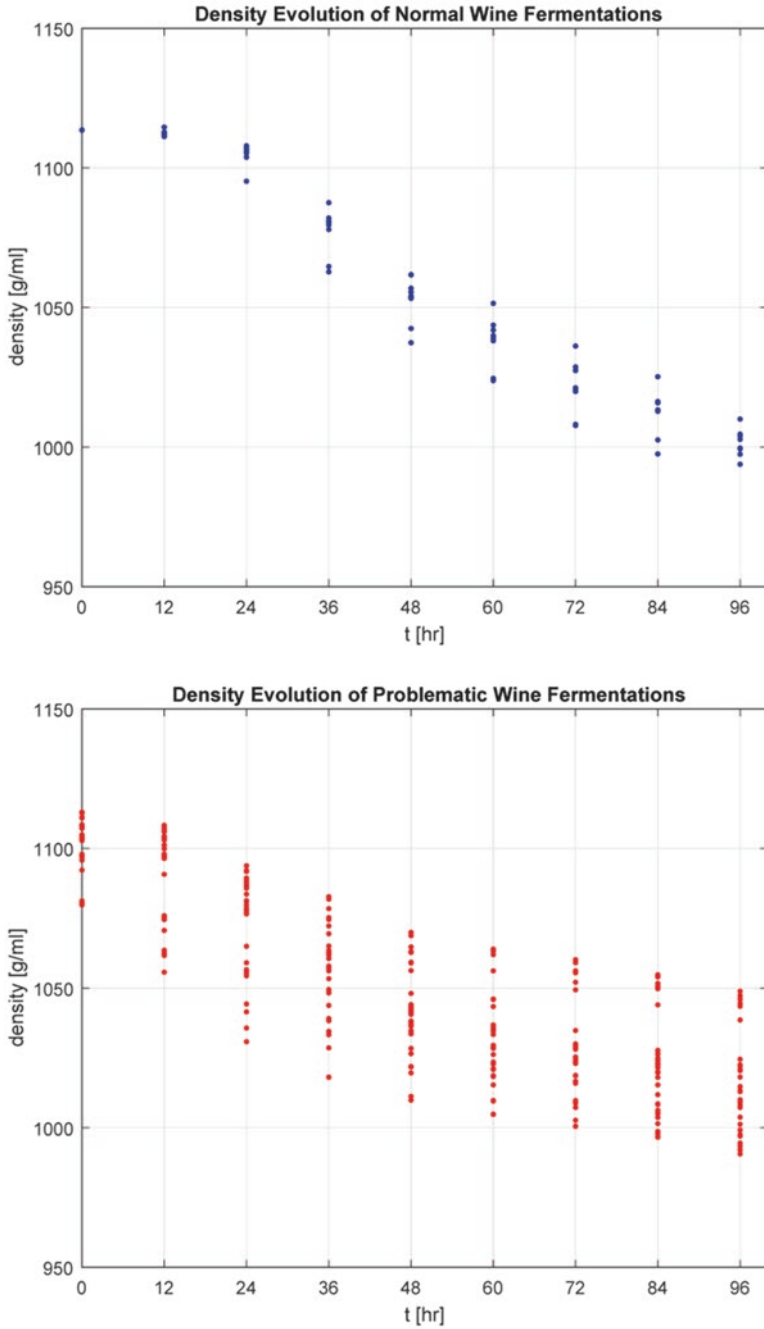 Density Evolution of Normal Wine Fermentations
1150
1100
1050
1000
950
density [g/ml]
0 12 24 36 48 60 72 84 96
t [hr]
Density Evolution of Problematic Wine Fermentations
1150
1100
1050
1000
950
density [g/ml]
0 12 24 36 48 60 72 84 96
t [hr]